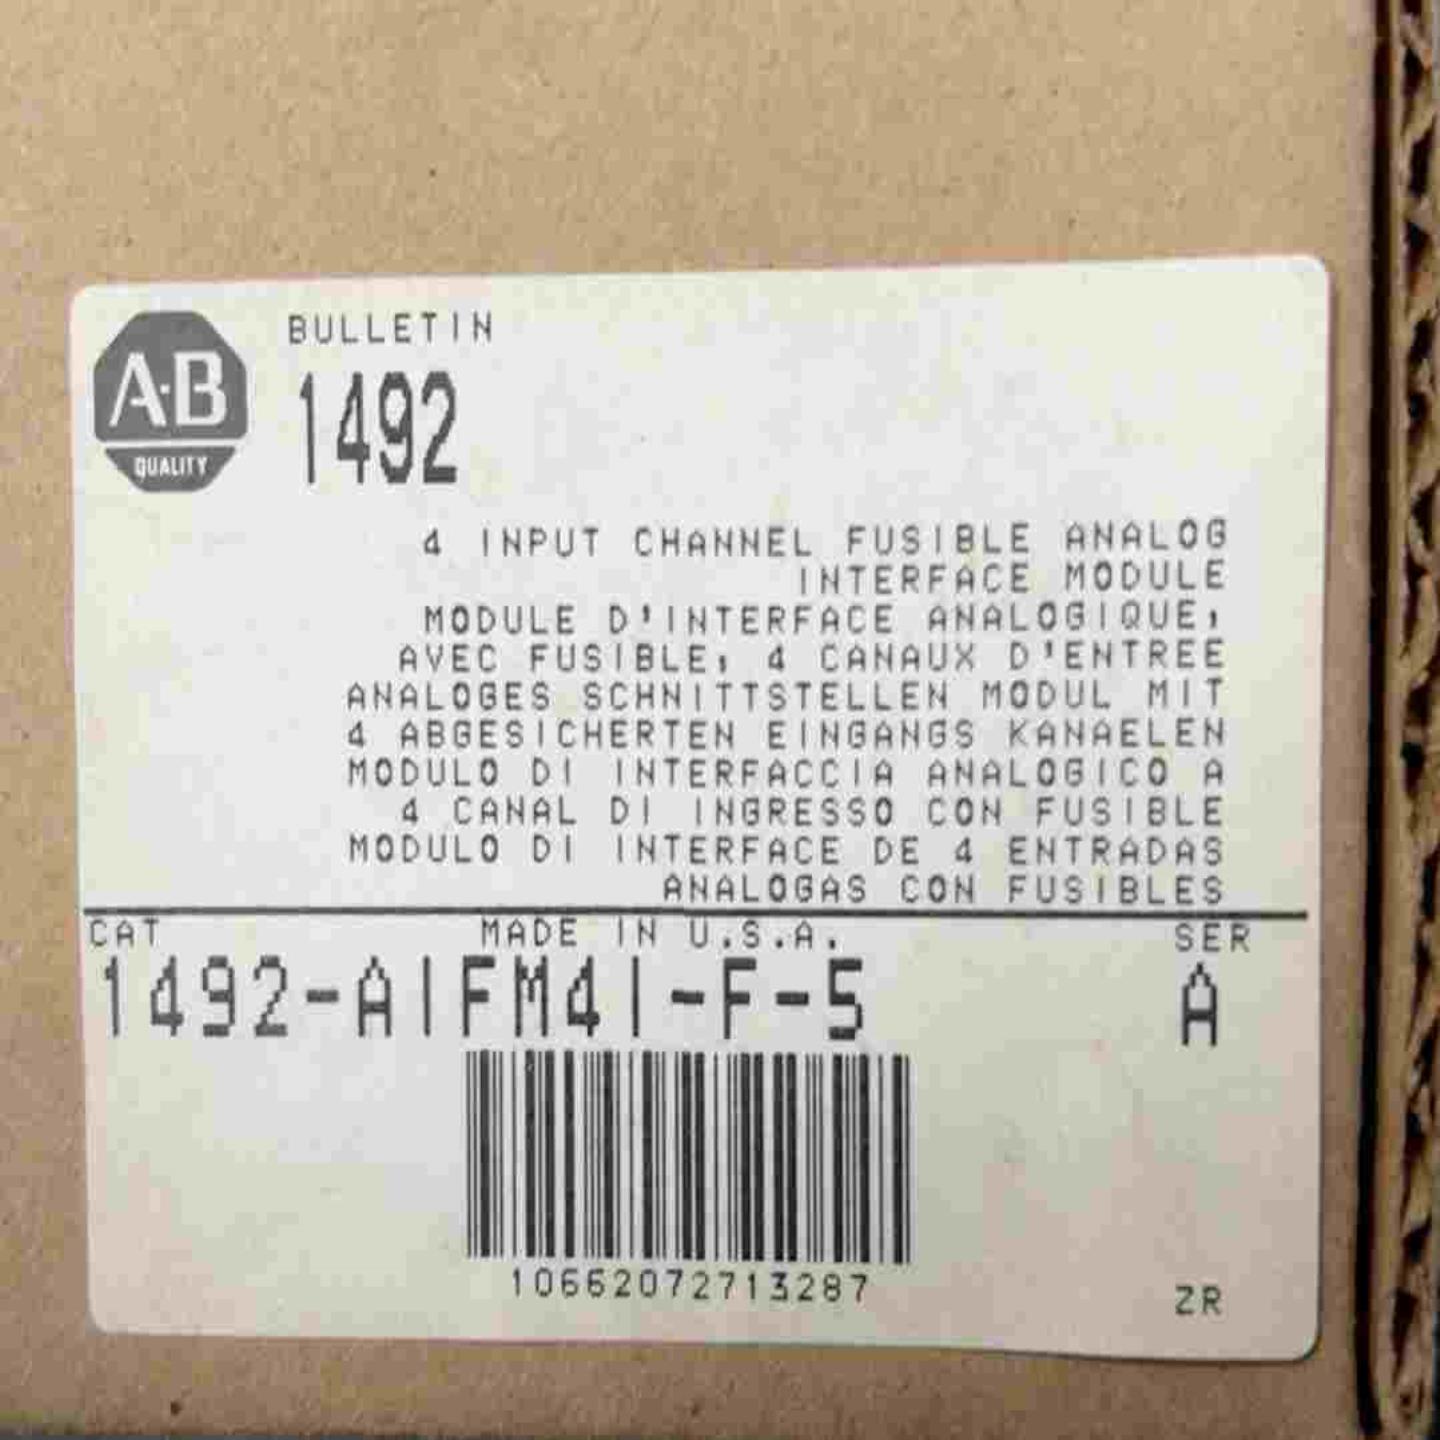 A·B
QUALITY
BULLETIN
1492
4 INPUT CHANNEL FUSIBLE ANALOG
INTERFACE MODULE
MODULE D'INTERFACE ANALOGIQUE,
AVEC FUSIBLE, 4 CANAUX D'ENTREE
ANALOGES SCHNITTSTELLEN MODUL MIT
4 ABGESICHERTEN EINGANGS KANAELEN
MODULO DI INTERFACCIA ANALOGICO A
4 CANAL DI INGRESSO CON FUSIBLE
MODULO DI INTERFACE DE 4 ENTRADAS
ANALOGAS CON FUSIBLES
CAT MADE IN U.S.A. SER
1492-AIFM4I-F-5 A
10662072713287
ZR